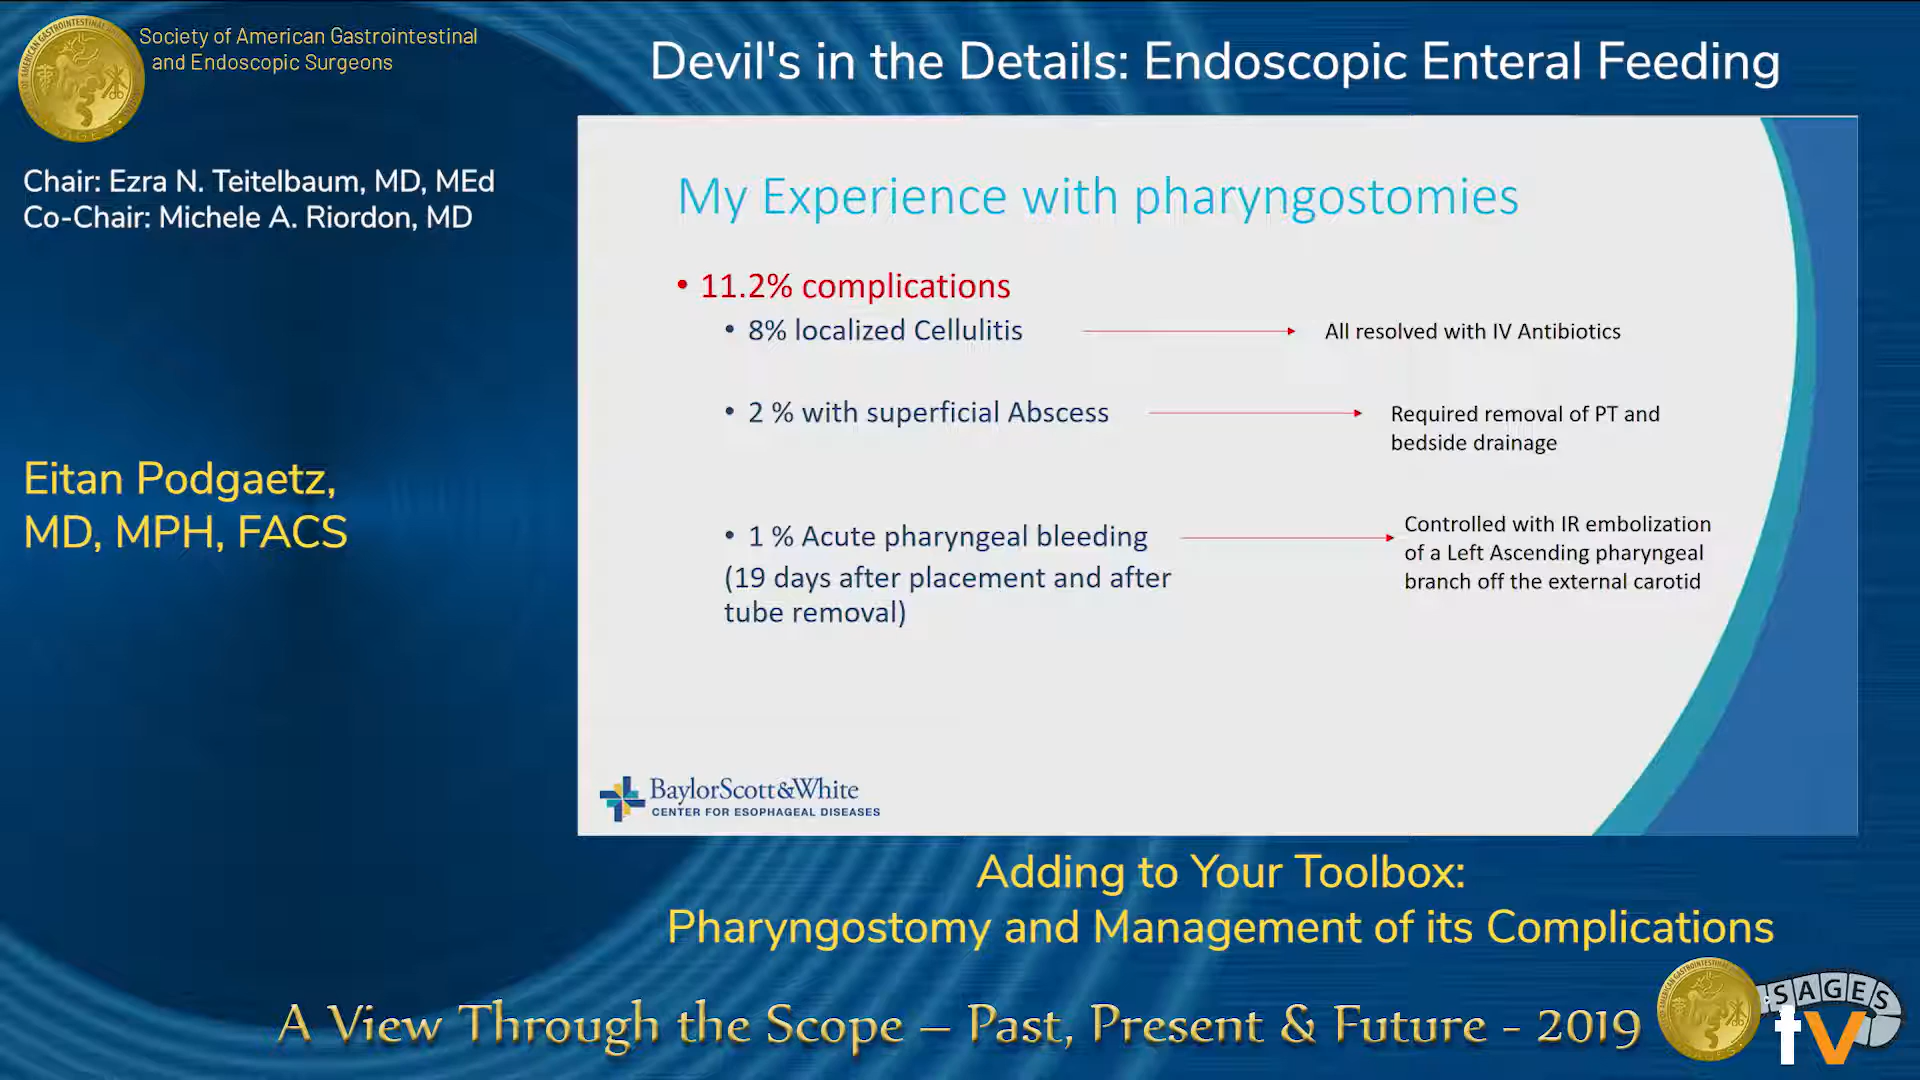 Society of American Gastrointestinal
and Endoscopic Surgeons
Devil's in the Details: Endoscopic Enteral Feeding
Chair: Ezra N. Teitelbaum, MD, MEd
Co-Chair: Michele A. Riordon, MD
Eitan Podgaetz,
MD, MPH, FACS
My Experience with pharyngostomies
• 11.2% complications
• 8% localized Cellulitis
All resolved with IV Antibiotics
• 2 % with superficial Abscess
Required removal of PT and
bedside drainage
• 1 % Acute pharyngeal bleeding
(19 days after placement and after
tube removal)
Controlled with IR embolization
of a Left Ascending pharyngeal
branch off the external carotid
BaylorScott&White
CENTER FOR ESOPHAGEAL DISEASES
Adding to Your Toolbox:
Pharyngostomy and Management of its Complications
A View Through the Scope – Past, Present & Future - 2019
SAGES
tv